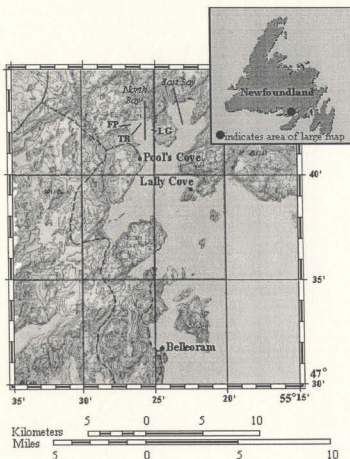 Newfoundland
indicates area of large map
North
Bay
East Bay
FP
TR
LG
Pool's Cove
Lally Cove
40'
35'
Belleoram
47°
30'
35'
30'
25'
20'
55° 15'
Kilometers
5 0 5 10
Miles
5 0 5 10